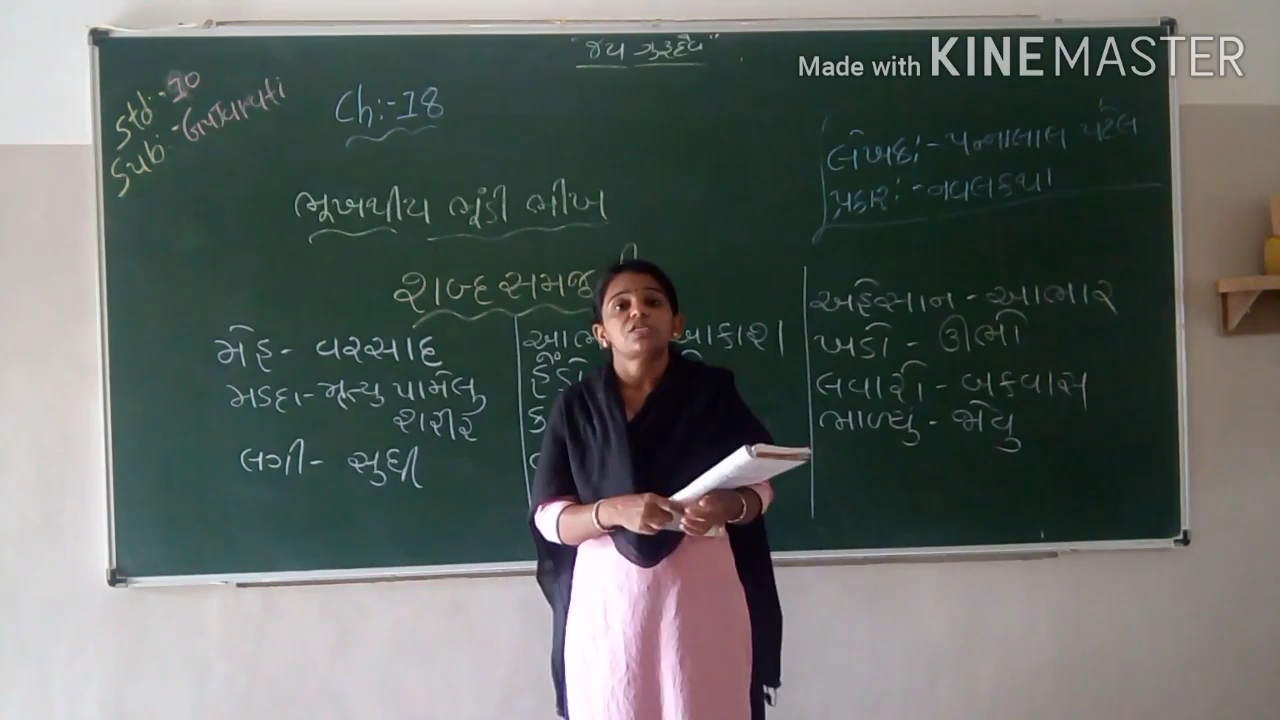 "જય ગુરૂદેવ"
Made with KINEMASTER
Std:-10
Sub:-Gujarati
Ch:-18
લેખક:-પન્નાલાલ પટેલ
પ્રકાર:-નવલકથા
ભૂખથીય ભૂંડી ભીખ
શબ્દસમજૂ
મેહ- વરસાદ
મડદા-મૃત્યુ પામેલુ
શરીર
લગી- સુધી
આભ આકાશ
અહેસાન-આભાર
ખડો - ઊભો
લવારી-બકવાસ
ભાળ્યું-જોયુ